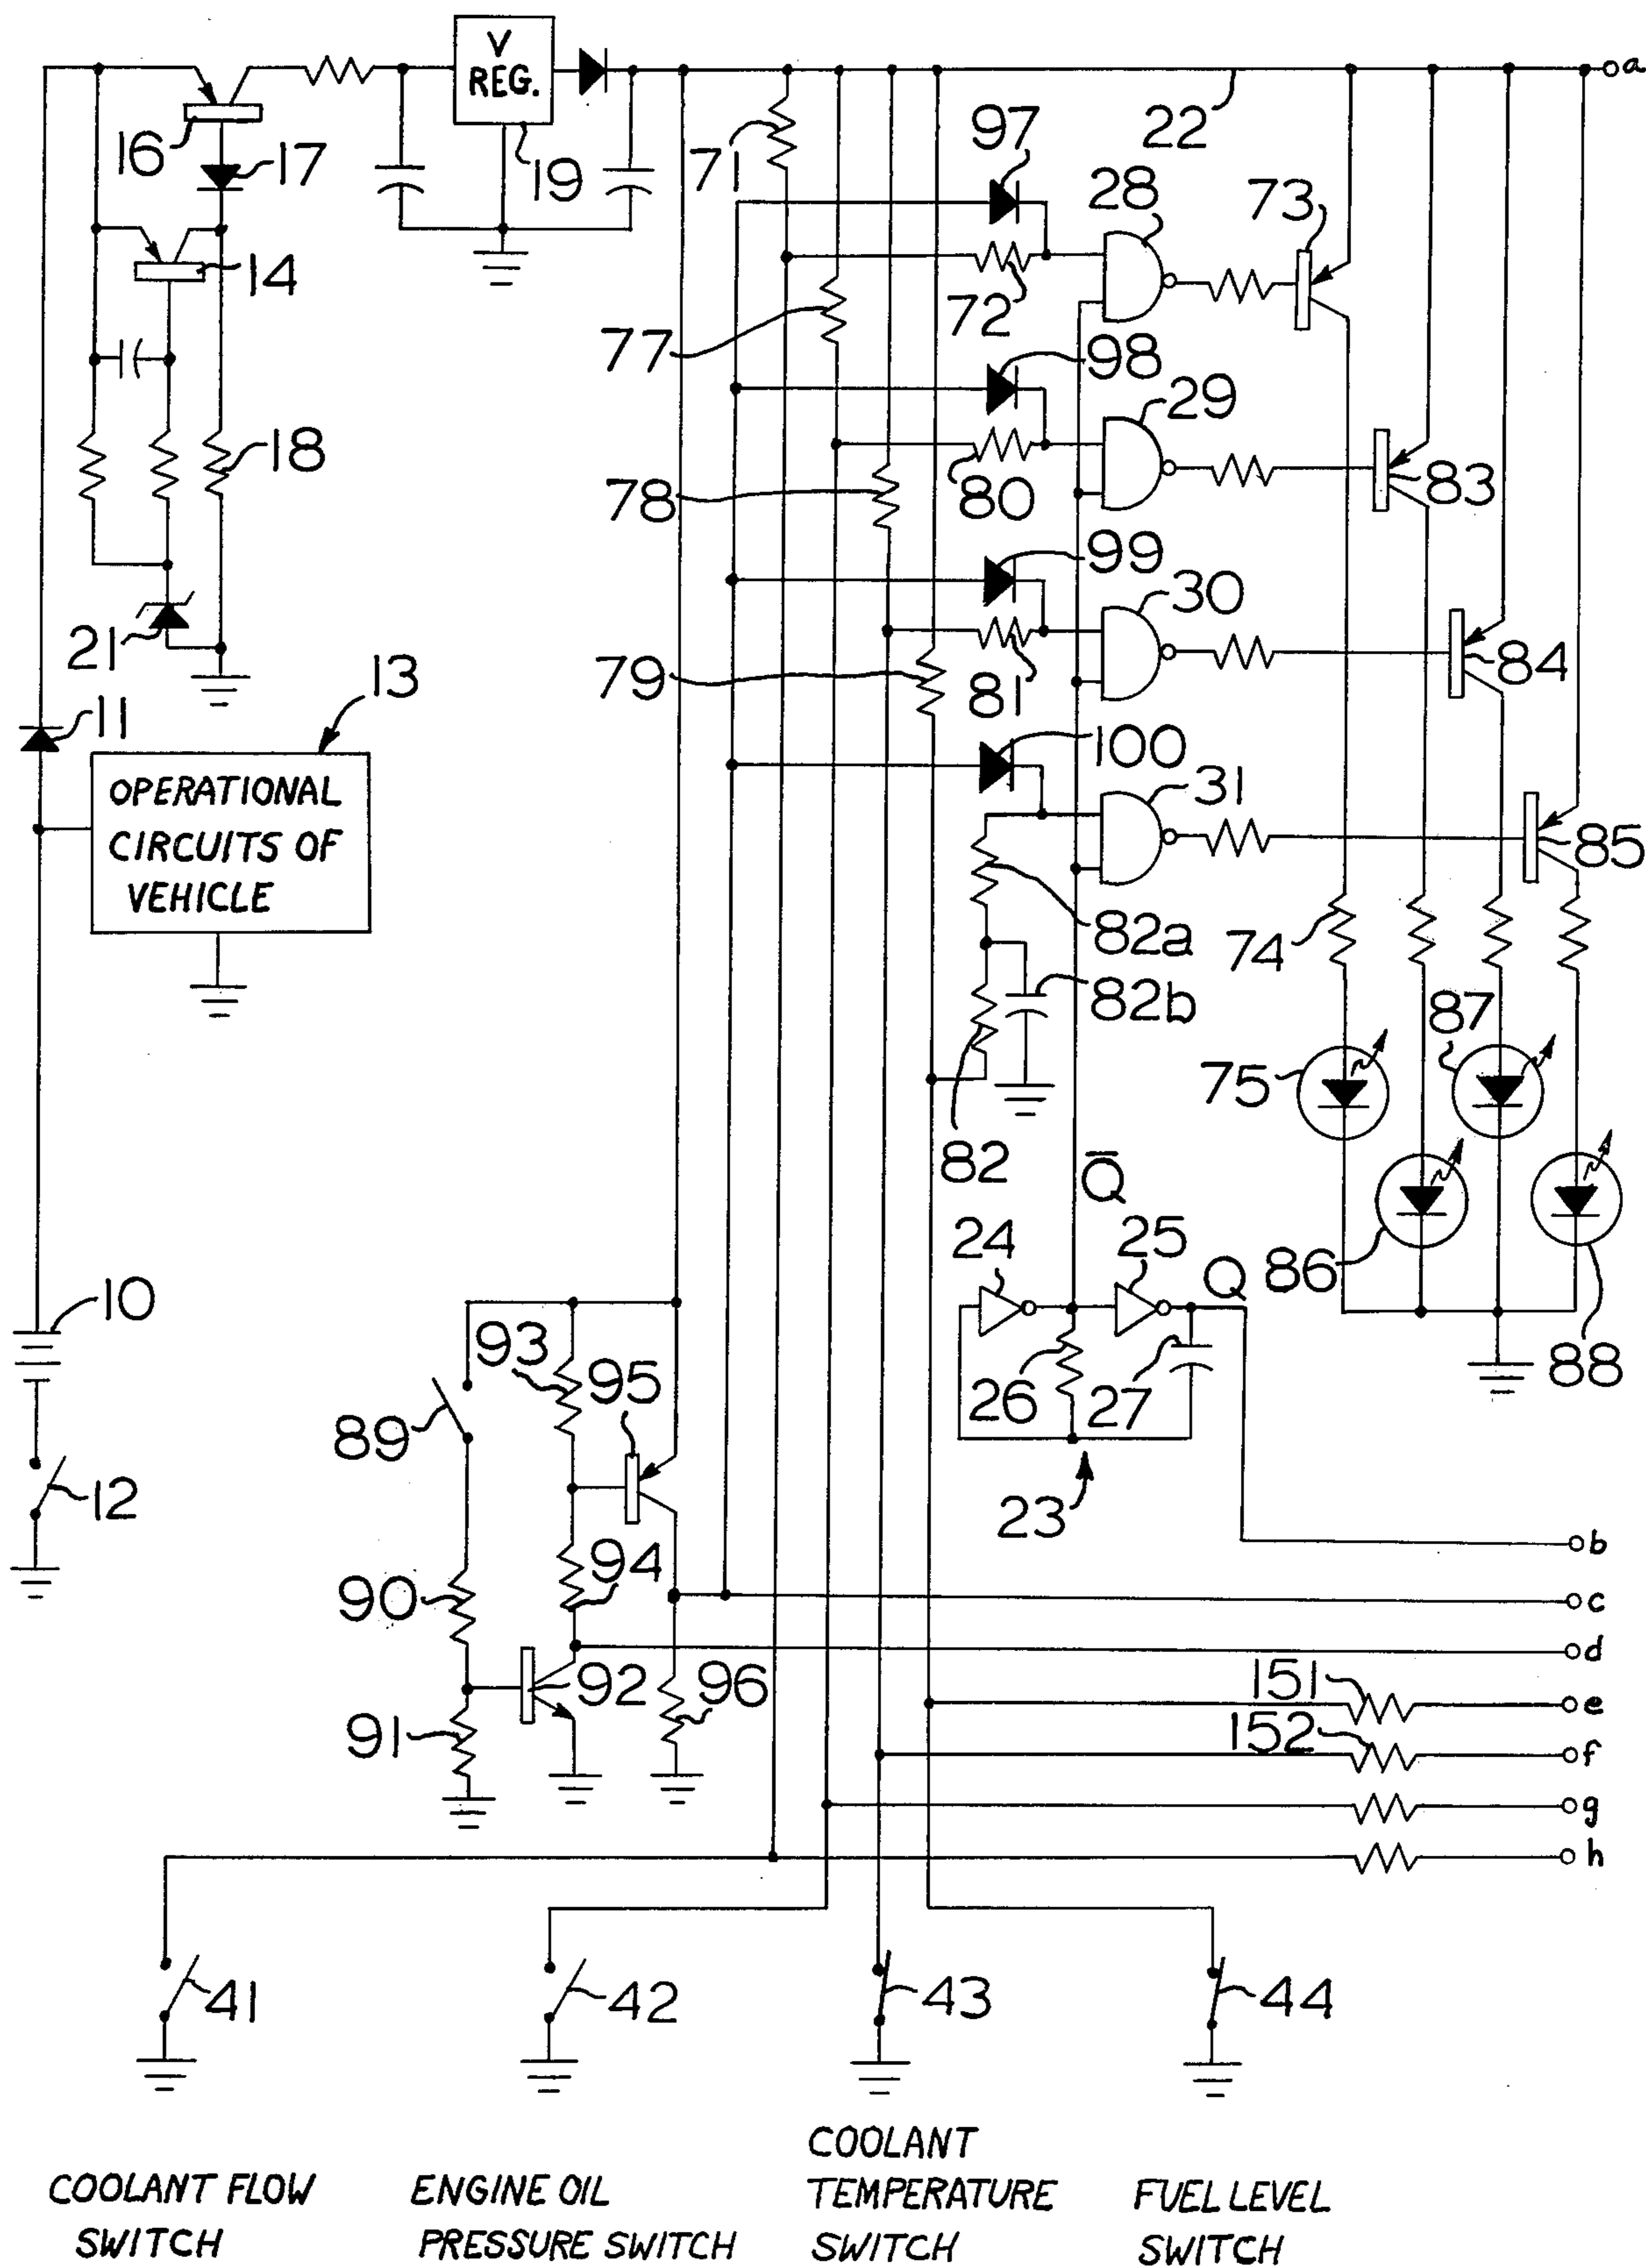 V
REG.
a
16
17
19
71
97
22
28
73
14
72
77
98
29
18
78
80
83
99
30
21
79
81
84
13
11
100
31
OPERATIONAL
CIRCUITS OF
VEHICLE
85
82a
74
82b
87
75
82
Q̅
24
25
Q
86
10
93
95
88
26
27
89
12
23
b
94
90
c
d
92
96
151
e
91
152
f
g
h
41
42
43
44
COOLANT FLOW
SWITCH
ENGINE OIL
PRESSURE SWITCH
COOLANT
TEMPERATURE
SWITCH
FUEL LEVEL
SWITCH